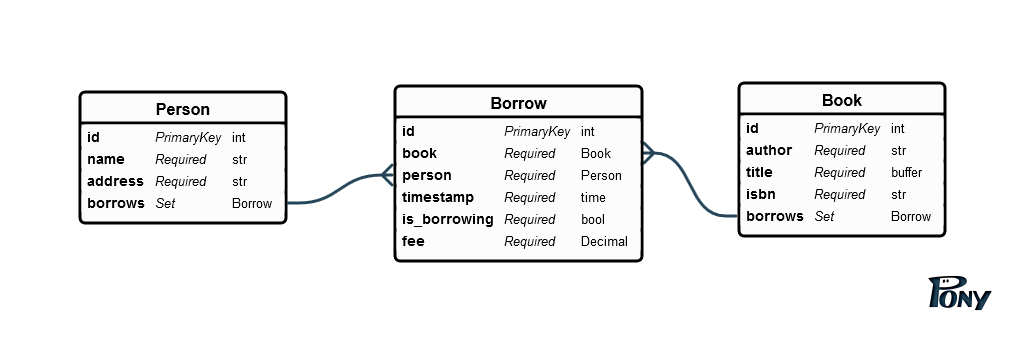 Person
id PrimaryKey int
name Required str
address Required str
borrows Set Borrow
Borrow
id PrimaryKey int
book Required Book
person Required Person
timestamp Required time
is_borrowing Required bool
fee Required Decimal
Book
id PrimaryKey int
author Required str
title Required buffer
isbn Required str
borrows Set Borrow
PONY